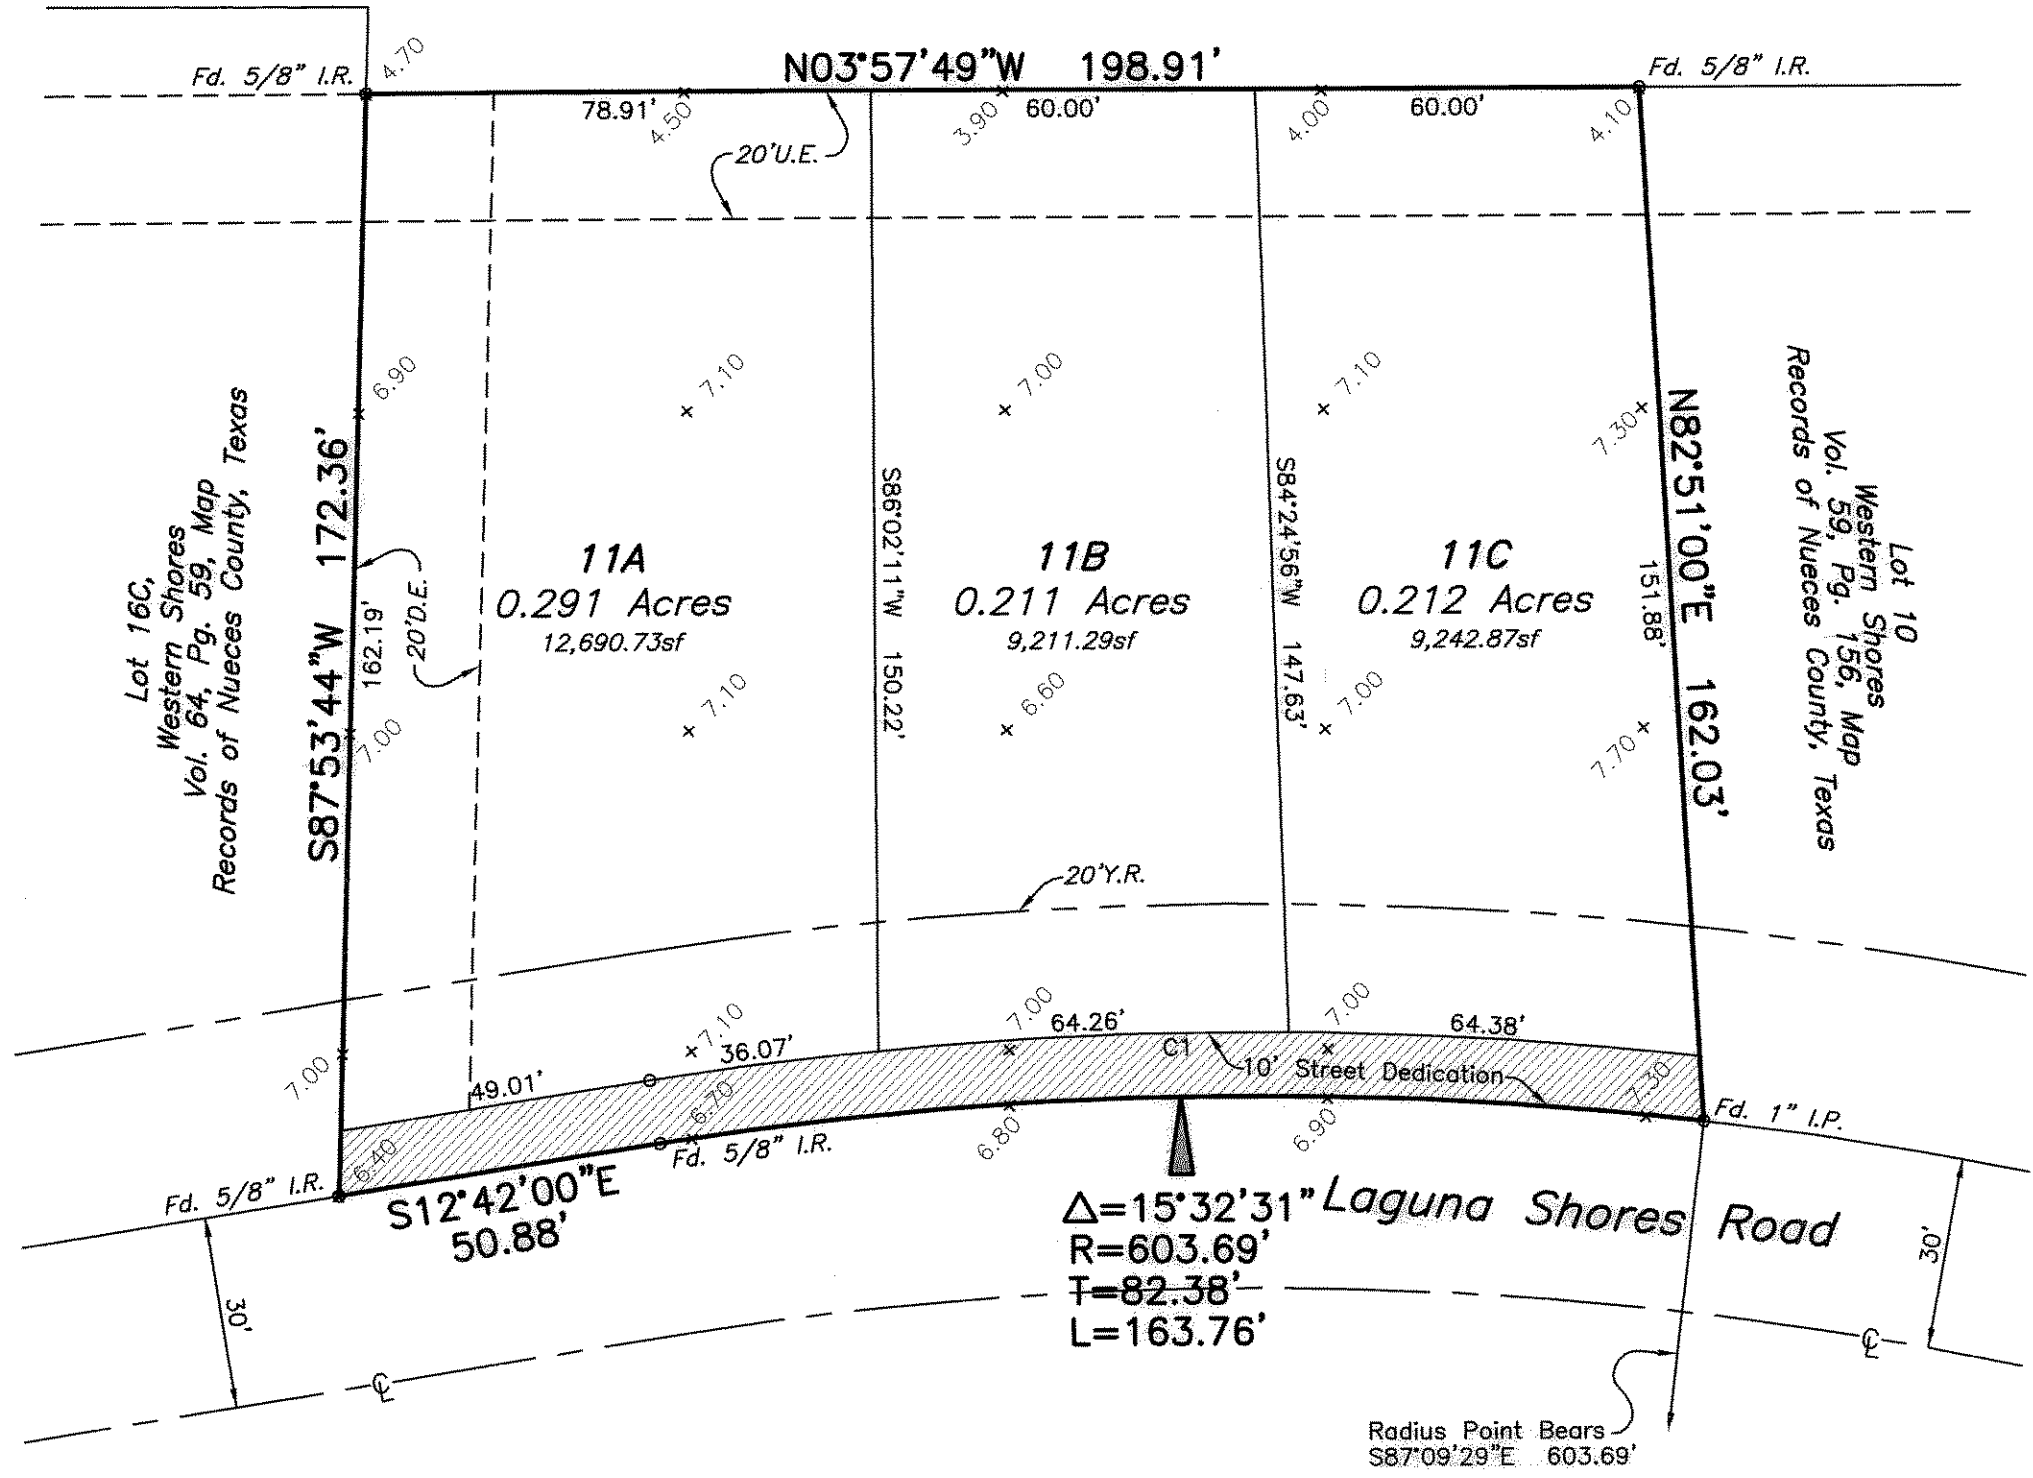 4.70
Fd. 5/8" I.R.
N03°57'49"W 198.91'
Fd. 5/8" I.R.
78.91'
4.50
3.90
60.00'
4.00
60.00'
4.10
20'U.E.
6.90
7.10
7.00
7.10
7.30
Lot 16C,
Western Shores
Vol. 64, Pg. 59, Map
Records of Nueces County, Texas
S87°53'44"W 172.36'
162.19'
20'D.E.
11A
0.291 Acres
12,690.73sf
S86°02'11"W 150.22'
11B
0.211 Acres
9,211.29sf
S84°24'56"W 147.63'
11C
0.212 Acres
9,242.87sf
N82°51'00"E 162.03'
151.88'
Lot 10
Western Shores
Vol. 59, Pg. 156, Map
Records of Nueces County, Texas
7.00
7.10
6.60
7.00
7.70
20'Y.R.
7.00
7.10
7.00
7.00
49.01'
36.07'
64.26'
64.38'
C1
10' Street Dedication
7.30
6.40
6.70
6.80
6.90
Fd. 5/8" I.R.
Fd. 5/8" I.R.
Fd. 1" I.P.
S12°42'00"E
50.88'
Δ=15°32'31"
R=603.69'
T=82.38'
L=163.76'
Laguna Shores Road
30'
30'
℄
℄
Radius Point Bears
S87°09'29"E 603.69'